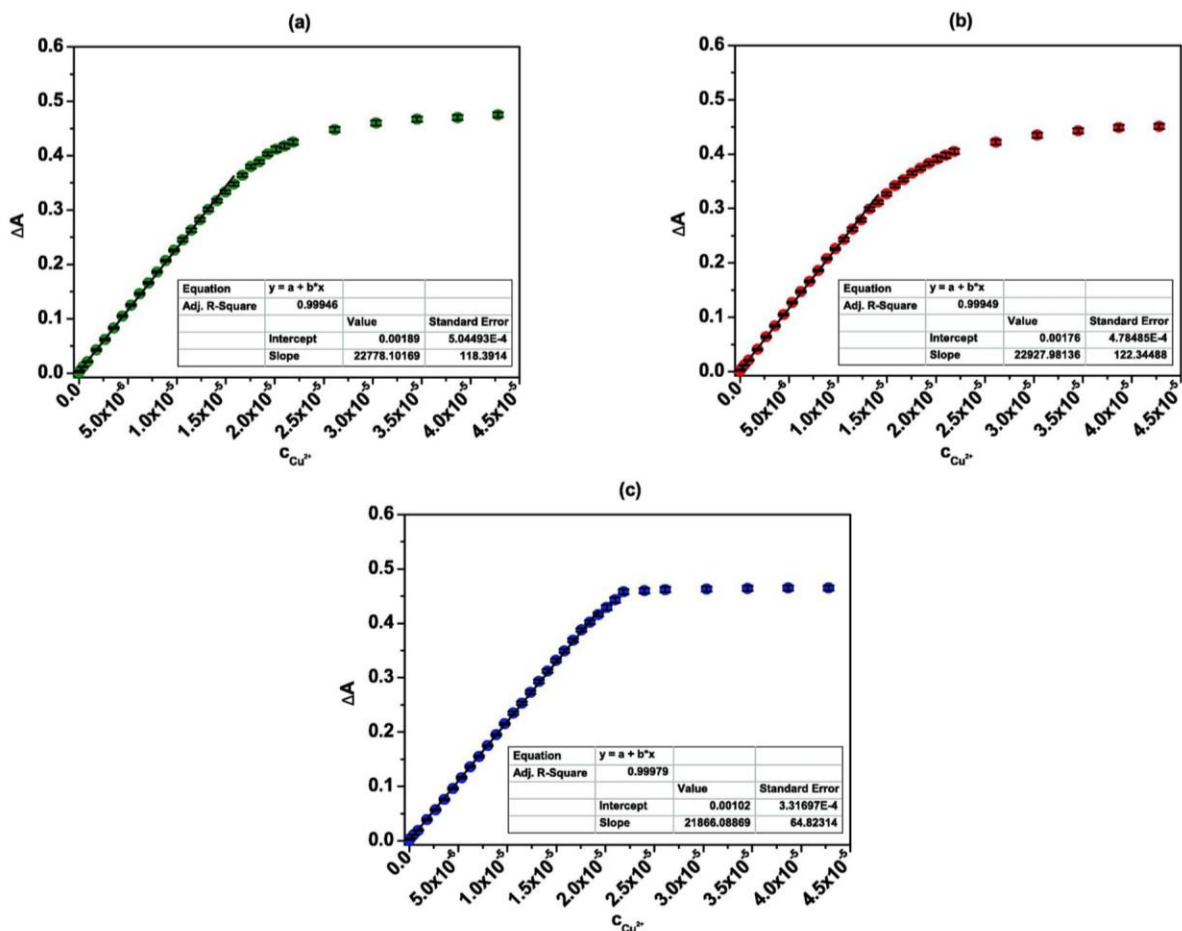 (a)
0.6
0.5
0.4
0.3
0.2
0.1
0.0
ΔA
Equation y = a + b*x
Adj. R-Square 0.99946
Value Standard Error
Intercept 0.00189 5.04493E-4
Slope 22778.10169 118.3914
0.0 5.0x10⁻⁶ 1.0x10⁻⁵ 1.5x10⁻⁵ 2.0x10⁻⁵ 2.5x10⁻⁵ 3.0x10⁻⁵ 3.5x10⁻⁵ 4.0x10⁻⁵ 4.5x10⁻⁵
c Cu²⁺
(b)
0.6
0.5
0.4
0.3
0.2
0.1
0.0
ΔA
Equation y = a + b*x
Adj. R-Square 0.99949
Value Standard Error
Intercept 0.00176 4.78485E-4
Slope 22927.98136 122.34488
0.0 5.0x10⁻⁶ 1.0x10⁻⁵ 1.5x10⁻⁵ 2.0x10⁻⁵ 2.5x10⁻⁵ 3.0x10⁻⁵ 3.5x10⁻⁵ 4.0x10⁻⁵ 4.5x10⁻⁵
c Cu²⁺
(c)
0.6
0.5
0.4
0.3
0.2
0.1
0.0
ΔA
Equation y = a + b*x
Adj. R-Square 0.99979
Value Standard Error
Intercept 0.00102 3.31697E-4
Slope 21866.08869 64.82314
0.0 5.0x10⁻⁶ 1.0x10⁻⁵ 1.5x10⁻⁵ 2.0x10⁻⁵ 2.5x10⁻⁵ 3.0x10⁻⁵ 3.5x10⁻⁵ 4.0x10⁻⁵ 4.5x10⁻⁵
c Cu²⁺